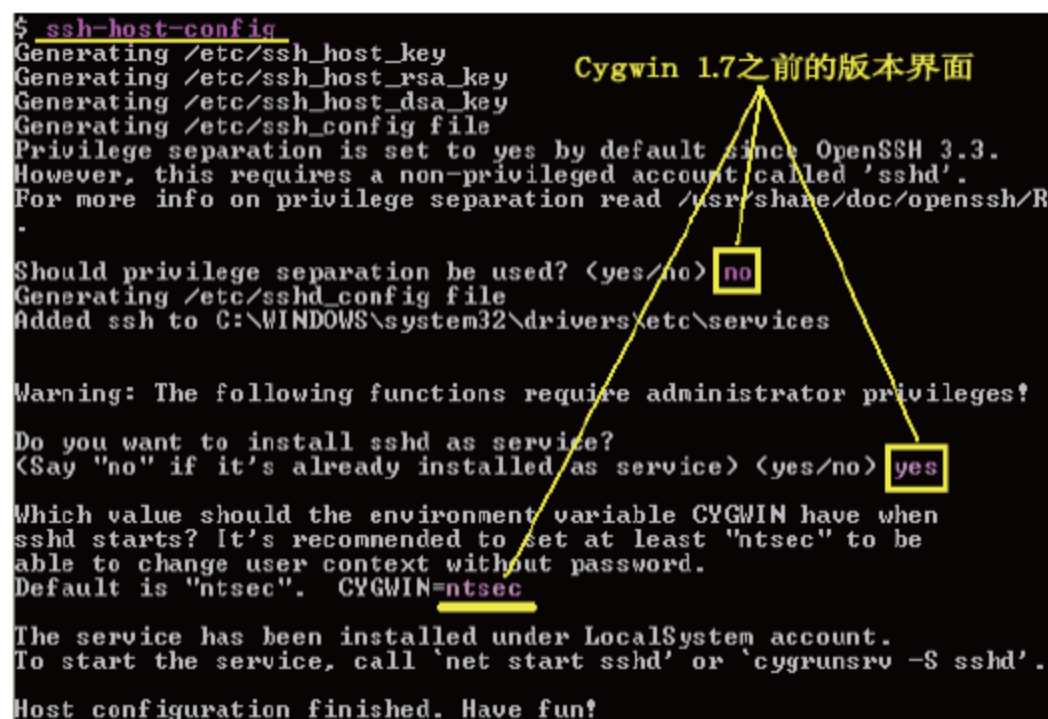 $ ssh-host-config
Generating /etc/ssh_host_key
Cygwin 1.7之前的版本界面
Generating /etc/ssh_host_rsa_key
Generating /etc/ssh_host_dsa_key
Generating /etc/ssh_config file
Privilege separation is set to yes by default since OpenSSH 3.3.
However, this requires a non-privileged account called 'sshd'.
For more info on privilege separation read /usr/share/doc/openssh/R
.
Should privilege separation be used? (yes/no) no
Generating /etc/sshd_config file
Added ssh to C:\WINDOWS\system32\drivers\etc\services
Warning: The following functions require administrator privileges!
Do you want to install sshd as service?
(Say "no" if it's already installed as service) (yes/no) yes
Which value should the environment variable CYGWIN have when
sshd starts? It's recommended to set at least "ntsec" to be
able to change user context without password.
Default is "ntsec".  CYGWIN=ntsec
The service has been installed under LocalSystem account.
To start the service, call `net start sshd' or `cygrunsrv -S sshd'.
Host configuration finished. Have fun!